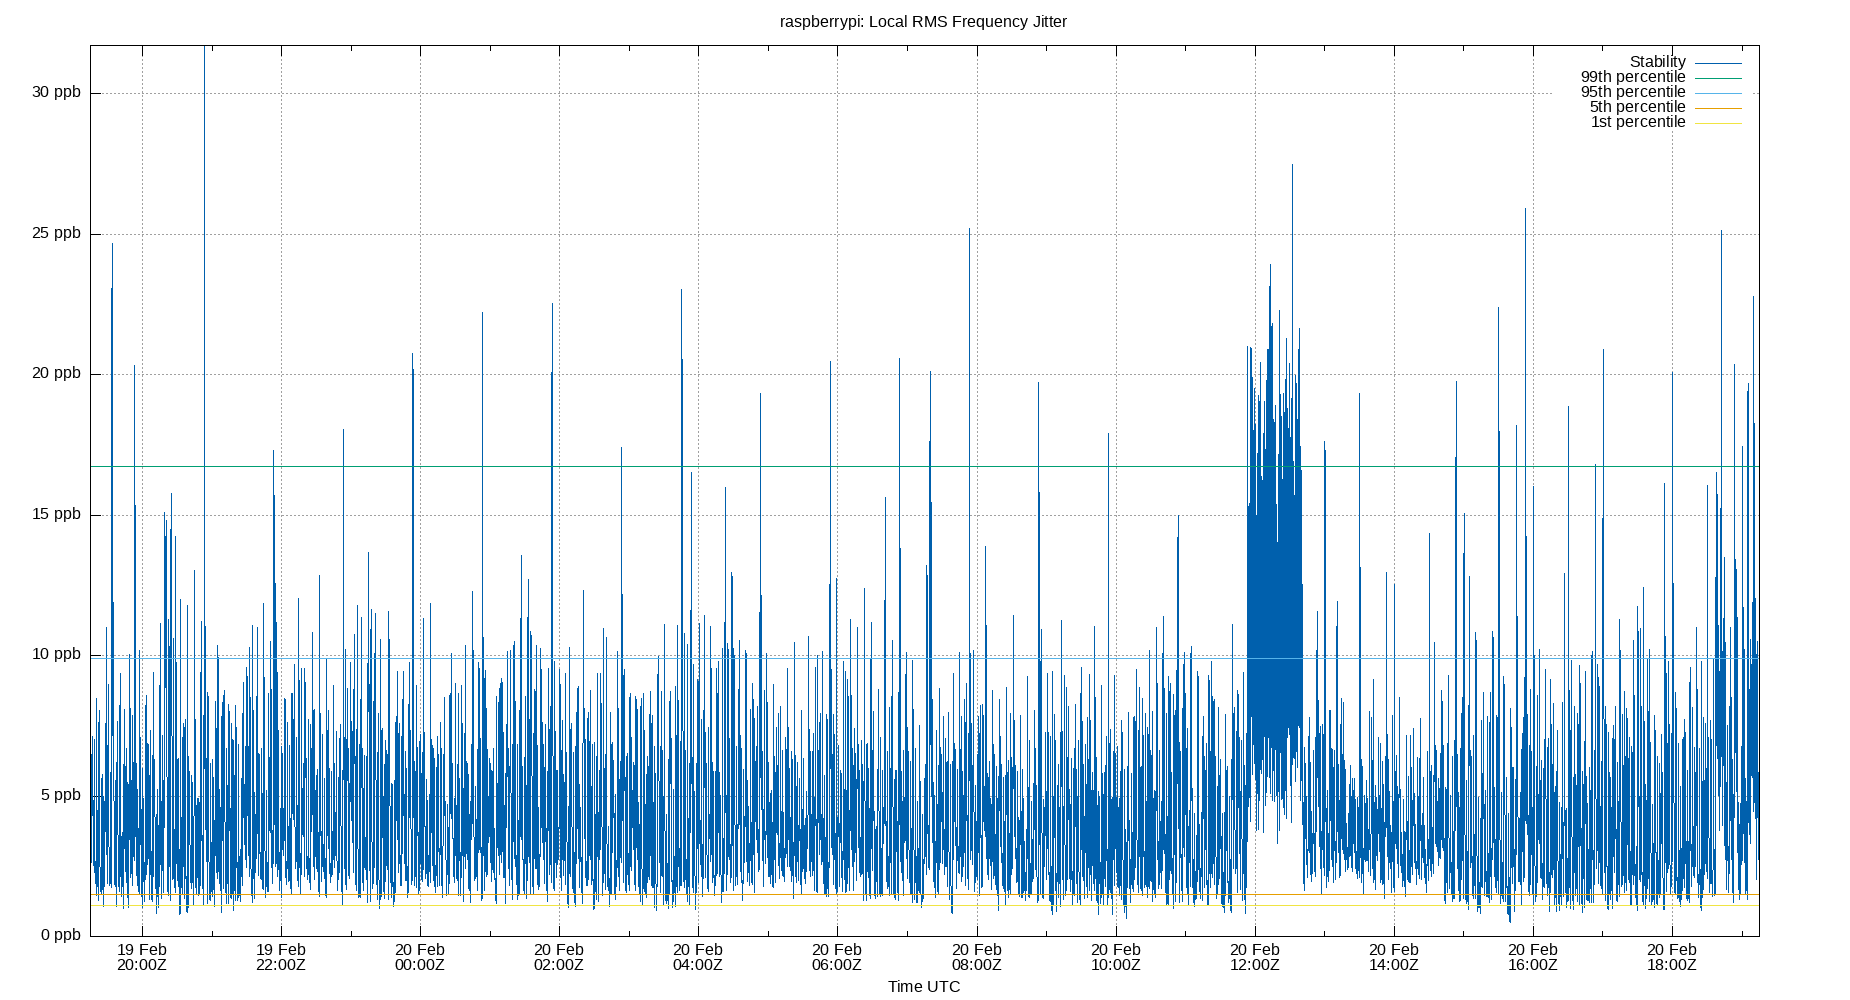 raspberrypi: Local RMS Frequency Jitter
Stability
99th percentile
95th percentile
5th percentile
1st percentile
30 ppb
25 ppb
20 ppb
15 ppb
10 ppb
5 ppb
0 ppb
19 Feb 19 Feb 20 Feb 20 Feb 20 Feb 20 Feb 20 Feb 20 Feb 20 Feb 20 Feb 20 Feb 20 Feb
20:00Z 22:00Z 00:00Z 02:00Z 04:00Z 06:00Z 08:00Z 10:00Z 12:00Z 14:00Z 16:00Z 18:00Z
Time UTC